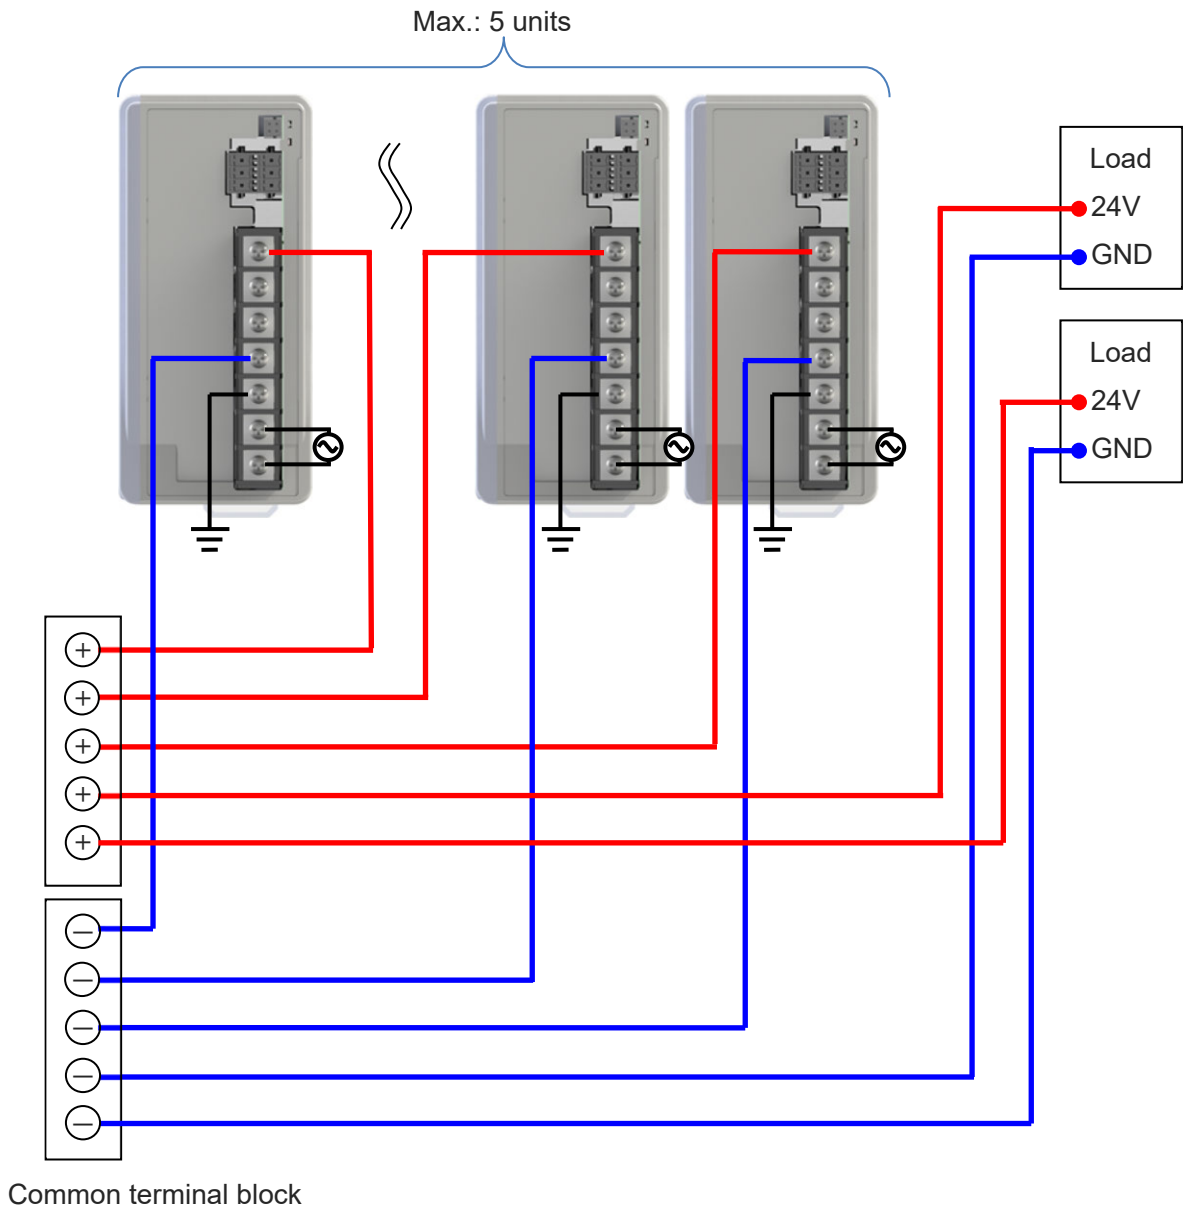 Max.: 5 units
Load
24V
GND
Load
24V
GND
+
+
+
+
+
−
−
−
−
−
Common terminal block